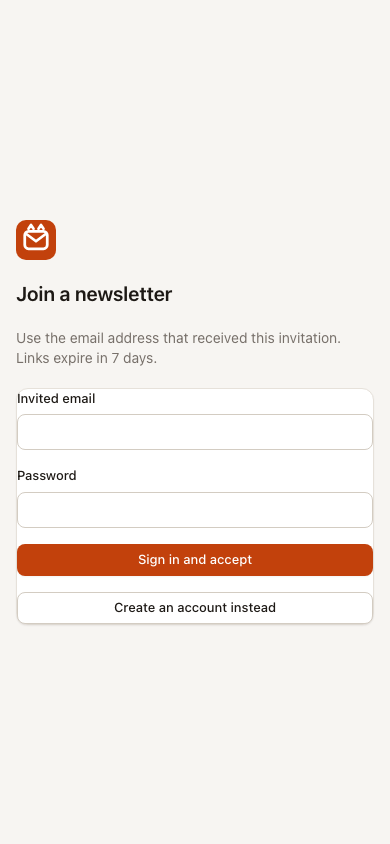 Join a newsletter
Use the email address that received this invitation.
Links expire in 7 days.
Invited email
Password
Sign in and accept
Create an account instead